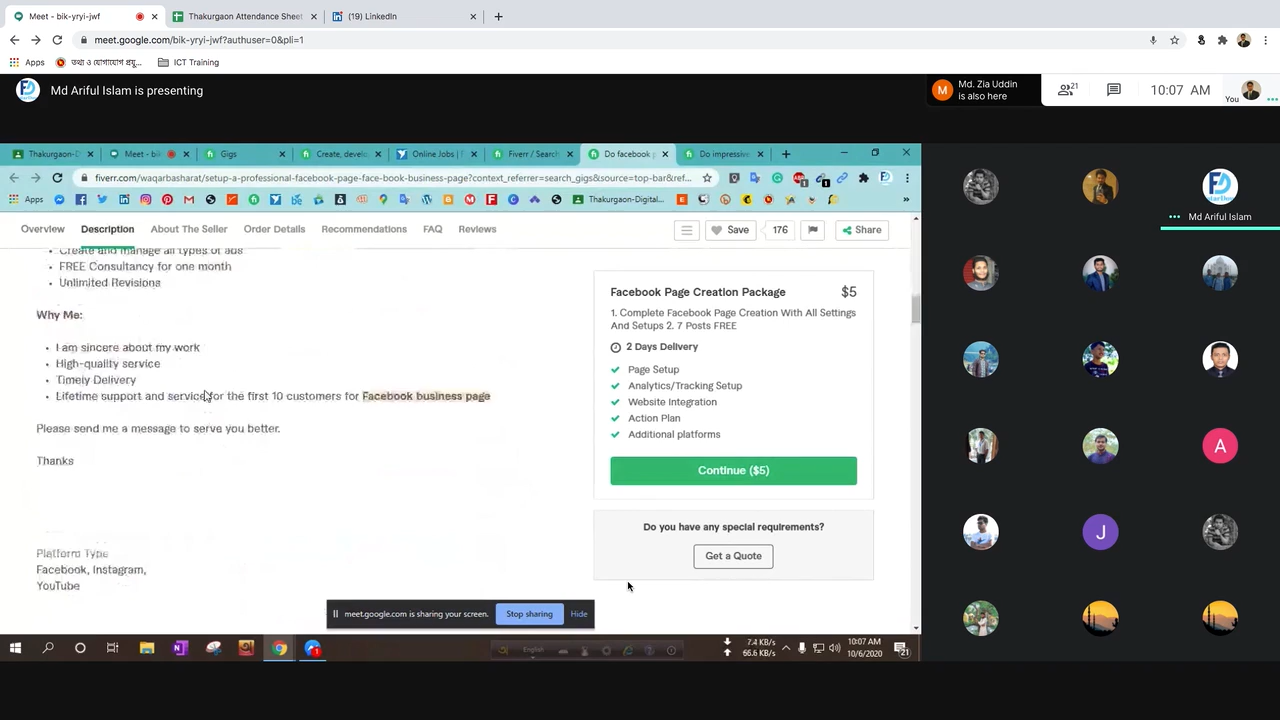 Meet - bik-yryi-jwf
Thakurgaon Attendance Sheet
(19) LinkedIn
meet.google.com/bik-yryi-jwf?authuser=0&pli=1
Apps
তথ্য ও যোগাযোগ প্রযু...
ICT Training
Md Ariful Islam is presenting
M
Md. Zia Uddin
is also here
21
10:07 AM
You
Thakurgaon-D
Meet - bik
Gigs
Create, develo
Online Jobs |
Fiverr / Search
Do facebook p
Do impressive
fiverr.com/waqarbasharat/setup-a-professional-facebook-page-face-book-business-page?context_referrer=search_gigs&source=top-bar&ref...
Apps
Thakurgaon-Digital...
Overview
Description
About The Seller
Order Details
Recommendations
FAQ
Reviews
Save
176
Share
Md Ariful Islam
Create and manage all types of ads
FREE Consultancy for one month
Unlimited Revisions
Why Me:
I am sincere about my work
High-quality service
Timely Delivery
Lifetime support and service for the first 10 customers for Facebook business page
Please send me a message to serve you better.
Thanks
Platform Type
Facebook, Instagram,
YouTube
Facebook Page Creation Package
$5
1. Complete Facebook Page Creation With All Settings
And Setups 2. 7 Posts FREE
2 Days Delivery
Page Setup
Analytics/Tracking Setup
Website Integration
Action Plan
Additional platforms
Continue ($5)
Do you have any special requirements?
Get a Quote
A
J
meet.google.com is sharing your screen.
Stop sharing
Hide
English
7.4 KB/s
66.6 KB/s
10:07 AM
10/6/2020
21